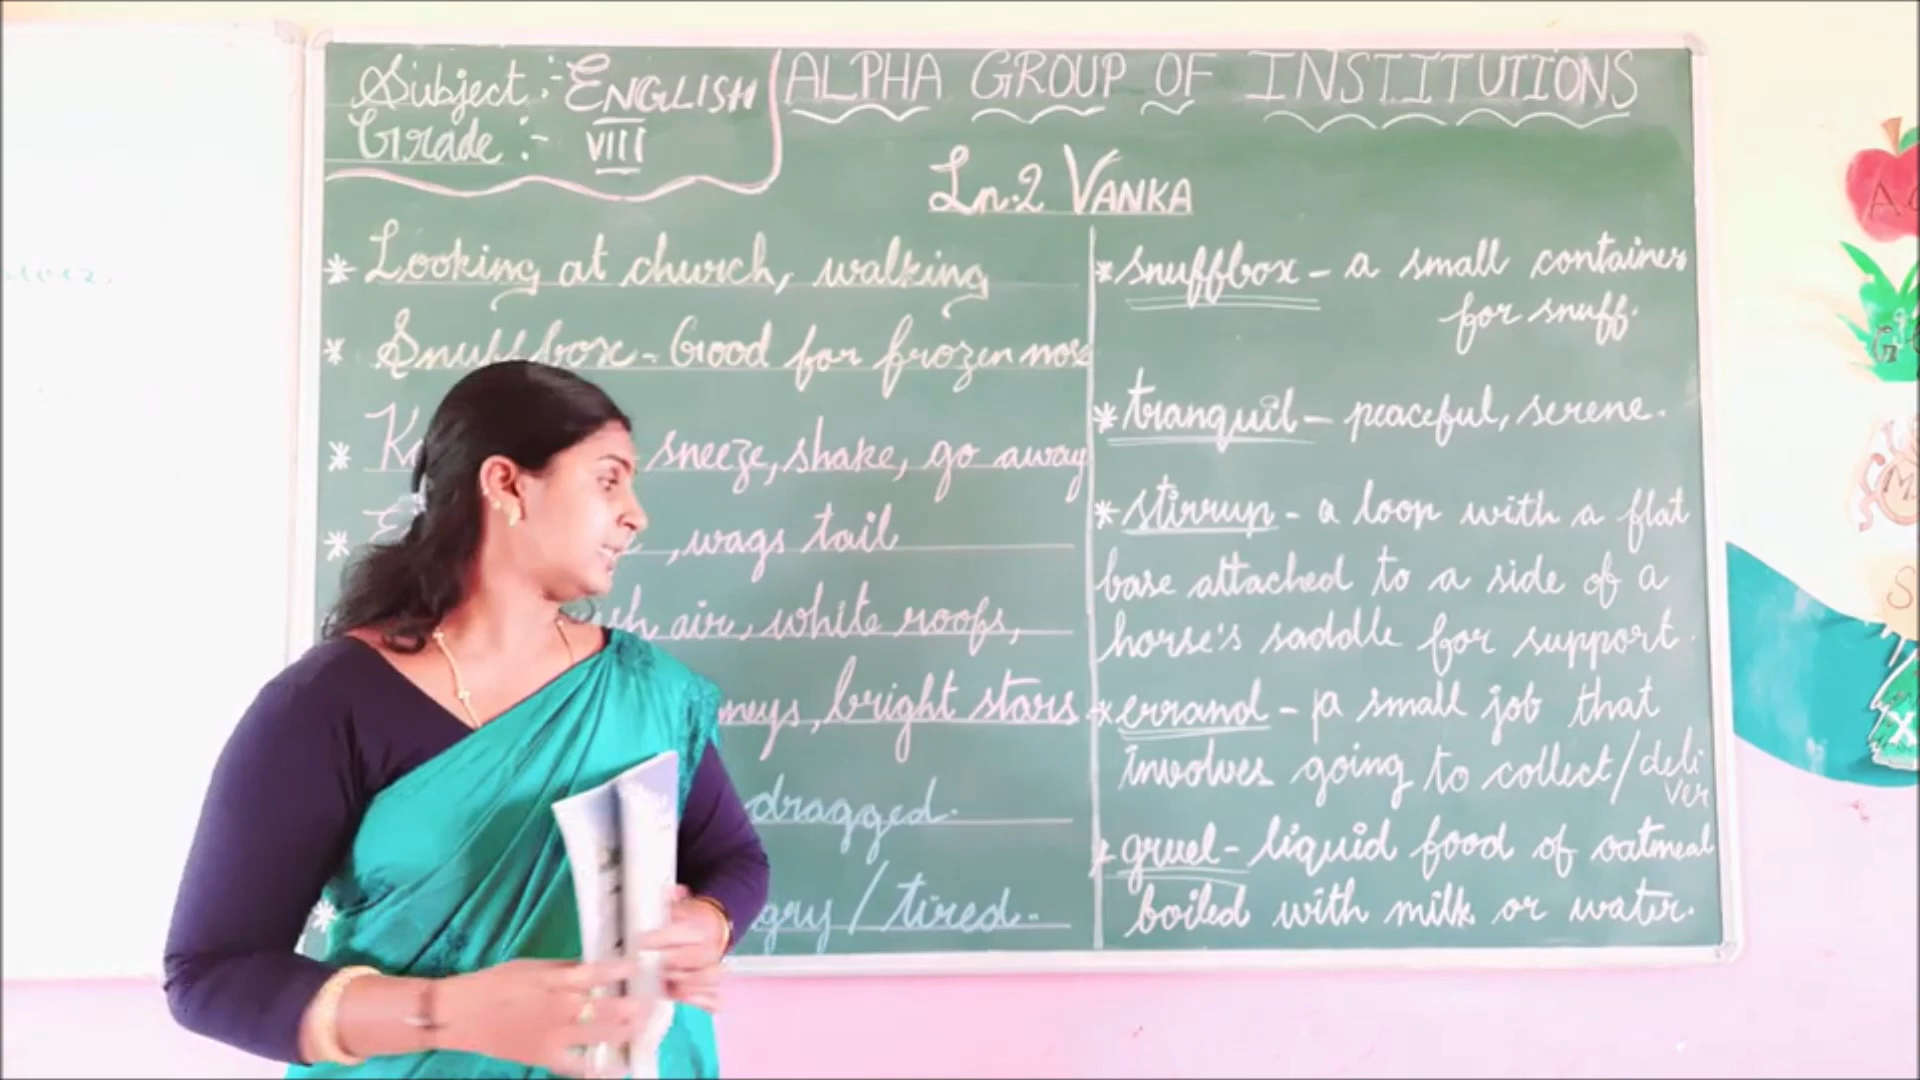 Subject :- ENGLISH
Grade :- VIII
ALPHA GROUP OF INSTITUTIONS
Ln.2 VANKA
* Looking at church, walking
* Snuffbox - Good for frozen nose
* sneeze, shake, go away
* , wags tail
air, white roofs,
bright stars
dragged.
/ tired..
* snuffbox - a small container
for snuff.
* tranquil - peaceful, serene.
* stirrup - a loop with a flat
base attached to a side of a
horse's saddle for support.
* errand - A small job that
involves going to collect/deli
ver
* gruel - liquid food of oatmeal
boiled with milk or water.